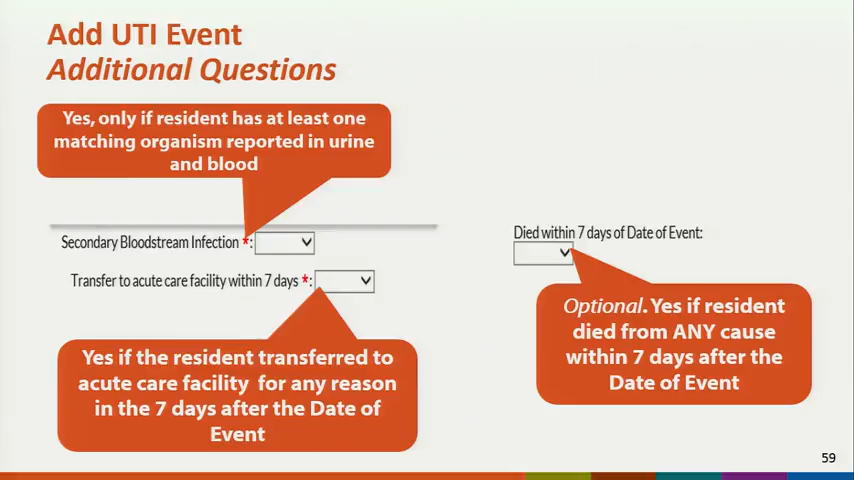 Add UTI Event
Additional Questions
Yes, only if resident has at least one
matching organism reported in urine
and blood
Secondary Bloodstream Infection *:
Transfer to acute care facility within 7 days *:
Died within 7 days of Date of Event:
Yes if the resident transferred to
acute care facility for any reason
in the 7 days after the Date of
Event
Optional. Yes if resident
died from ANY cause
within 7 days after the
Date of Event
59